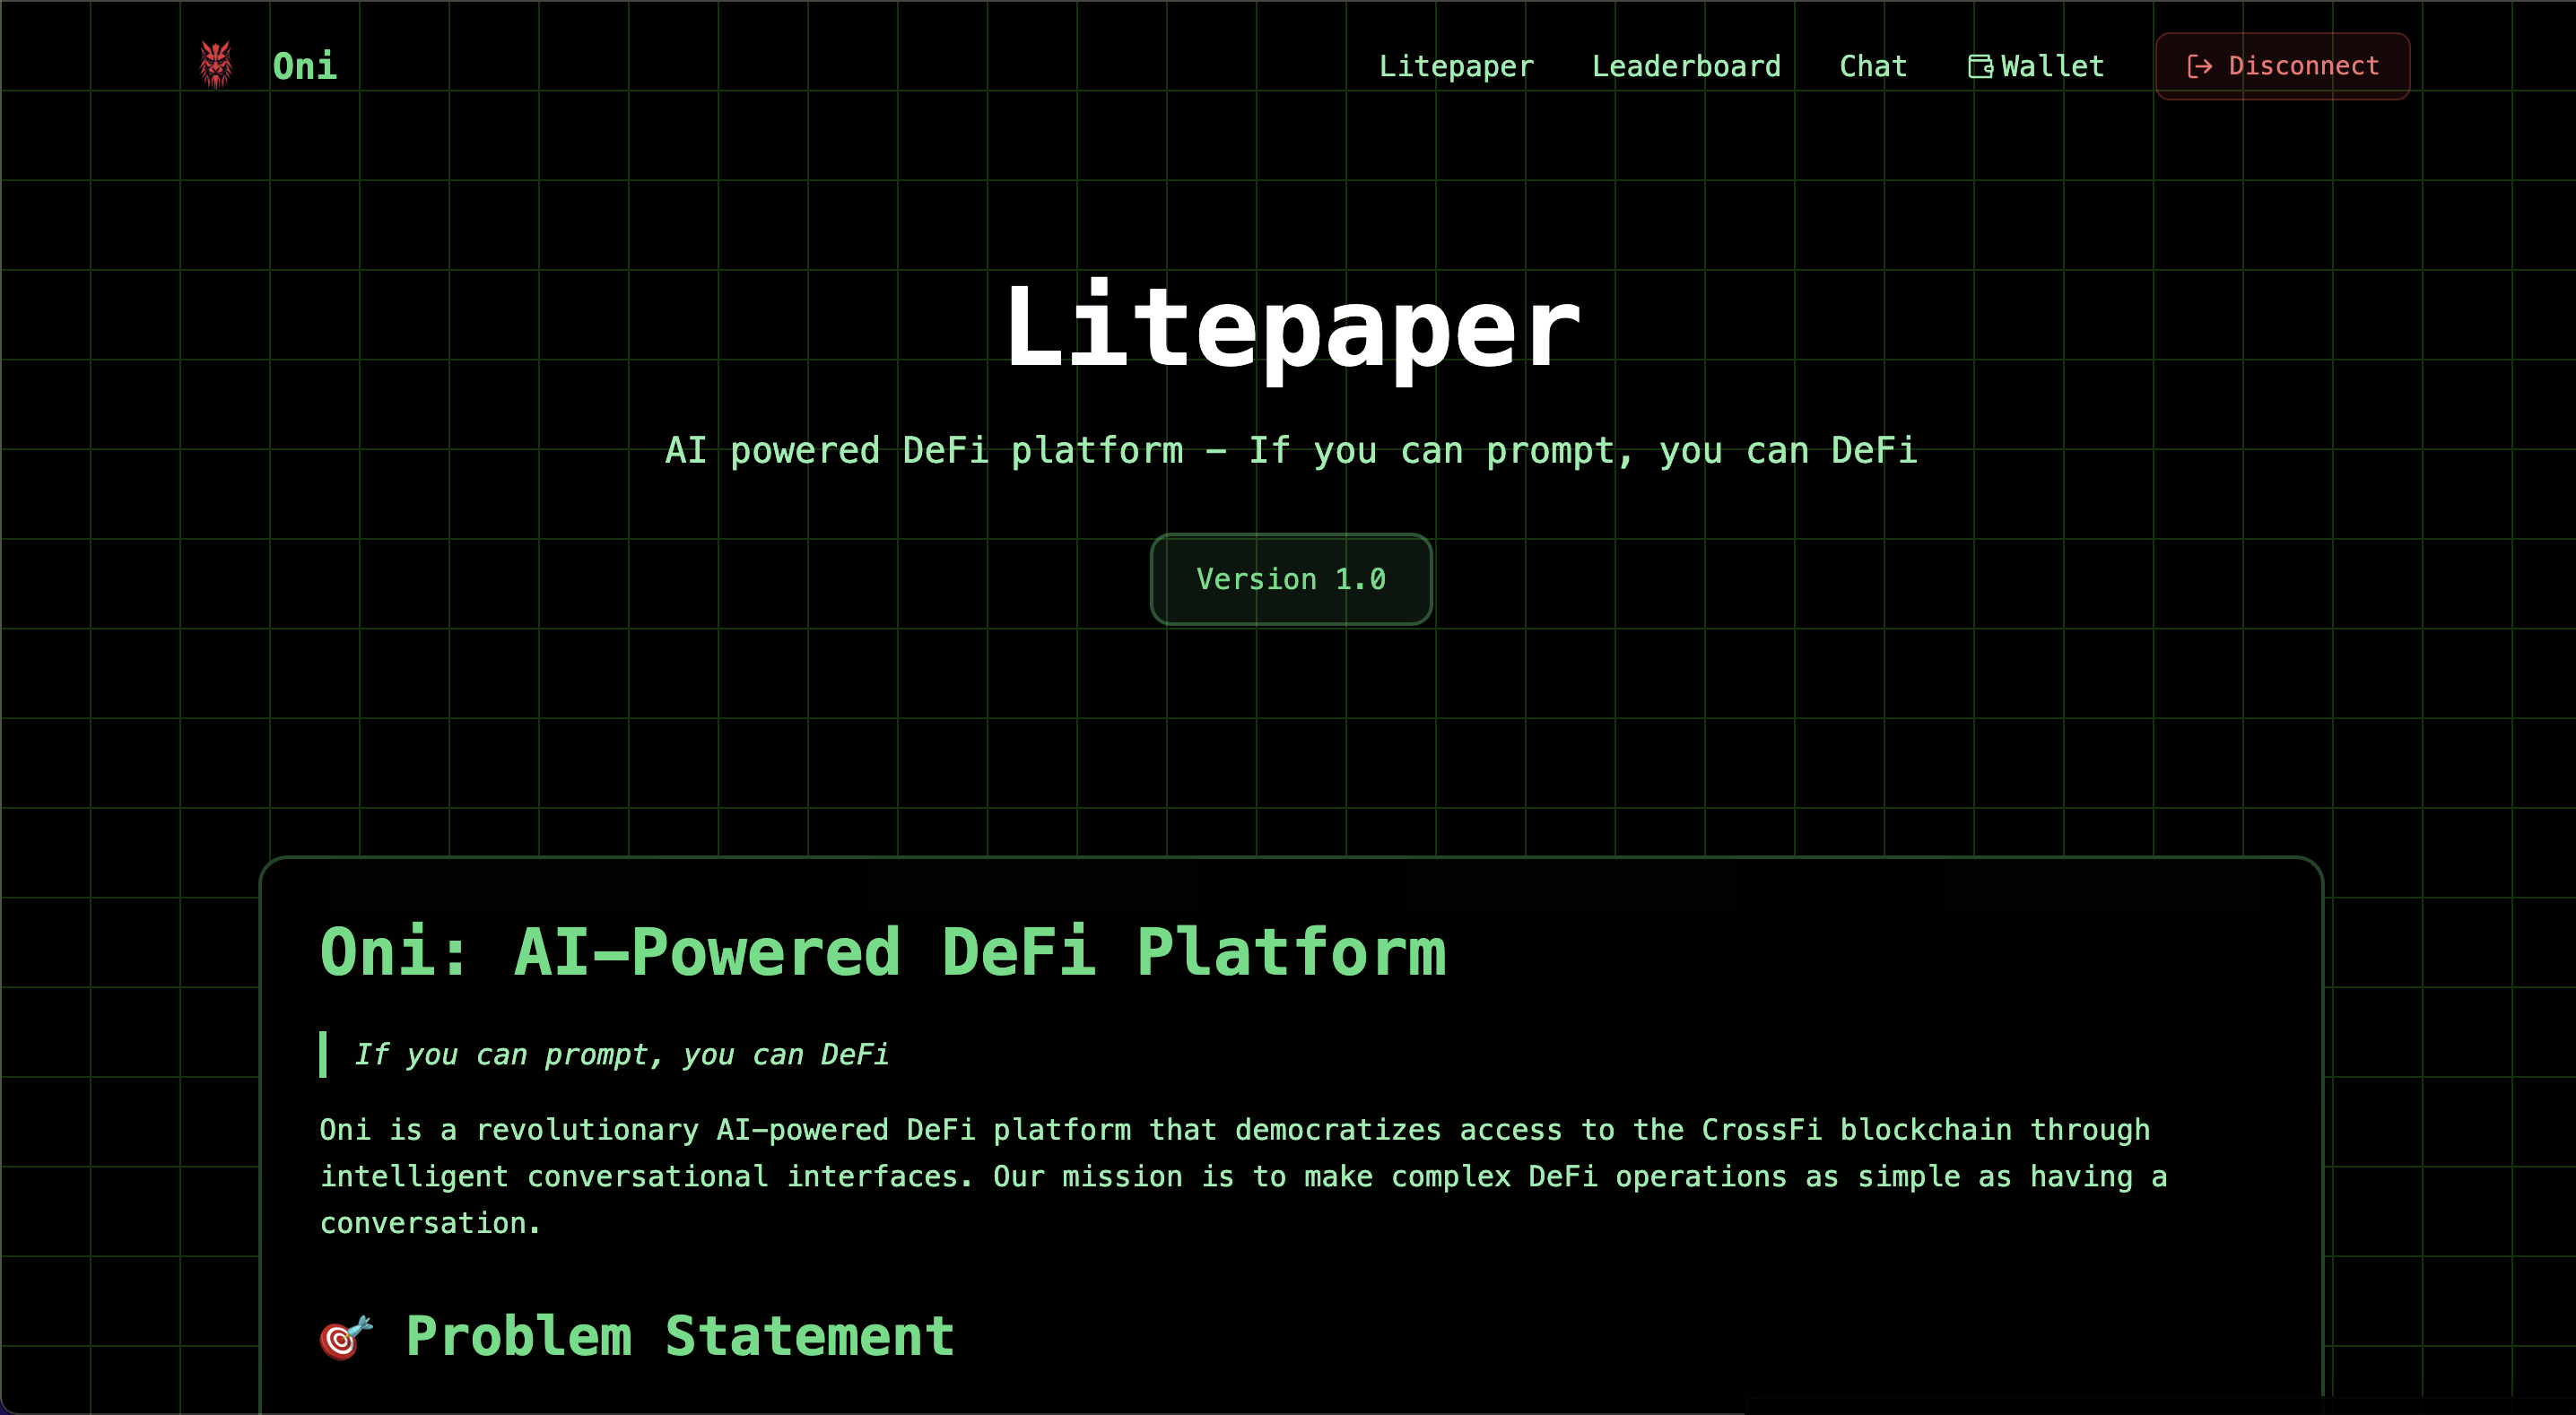 Oni
Litepaper
Leaderboard
Chat
Wallet
Disconnect
Litepaper
AI powered DeFi platform – If you can prompt, you can DeFi
Version 1.0
Oni: AI–Powered DeFi Platform
If you can prompt, you can DeFi
Oni is a revolutionary AI–powered DeFi platform that democratizes access to the CrossFi blockchain through
intelligent conversational interfaces. Our mission is to make complex DeFi operations as simple as having a
conversation.
🎯 Problem Statement